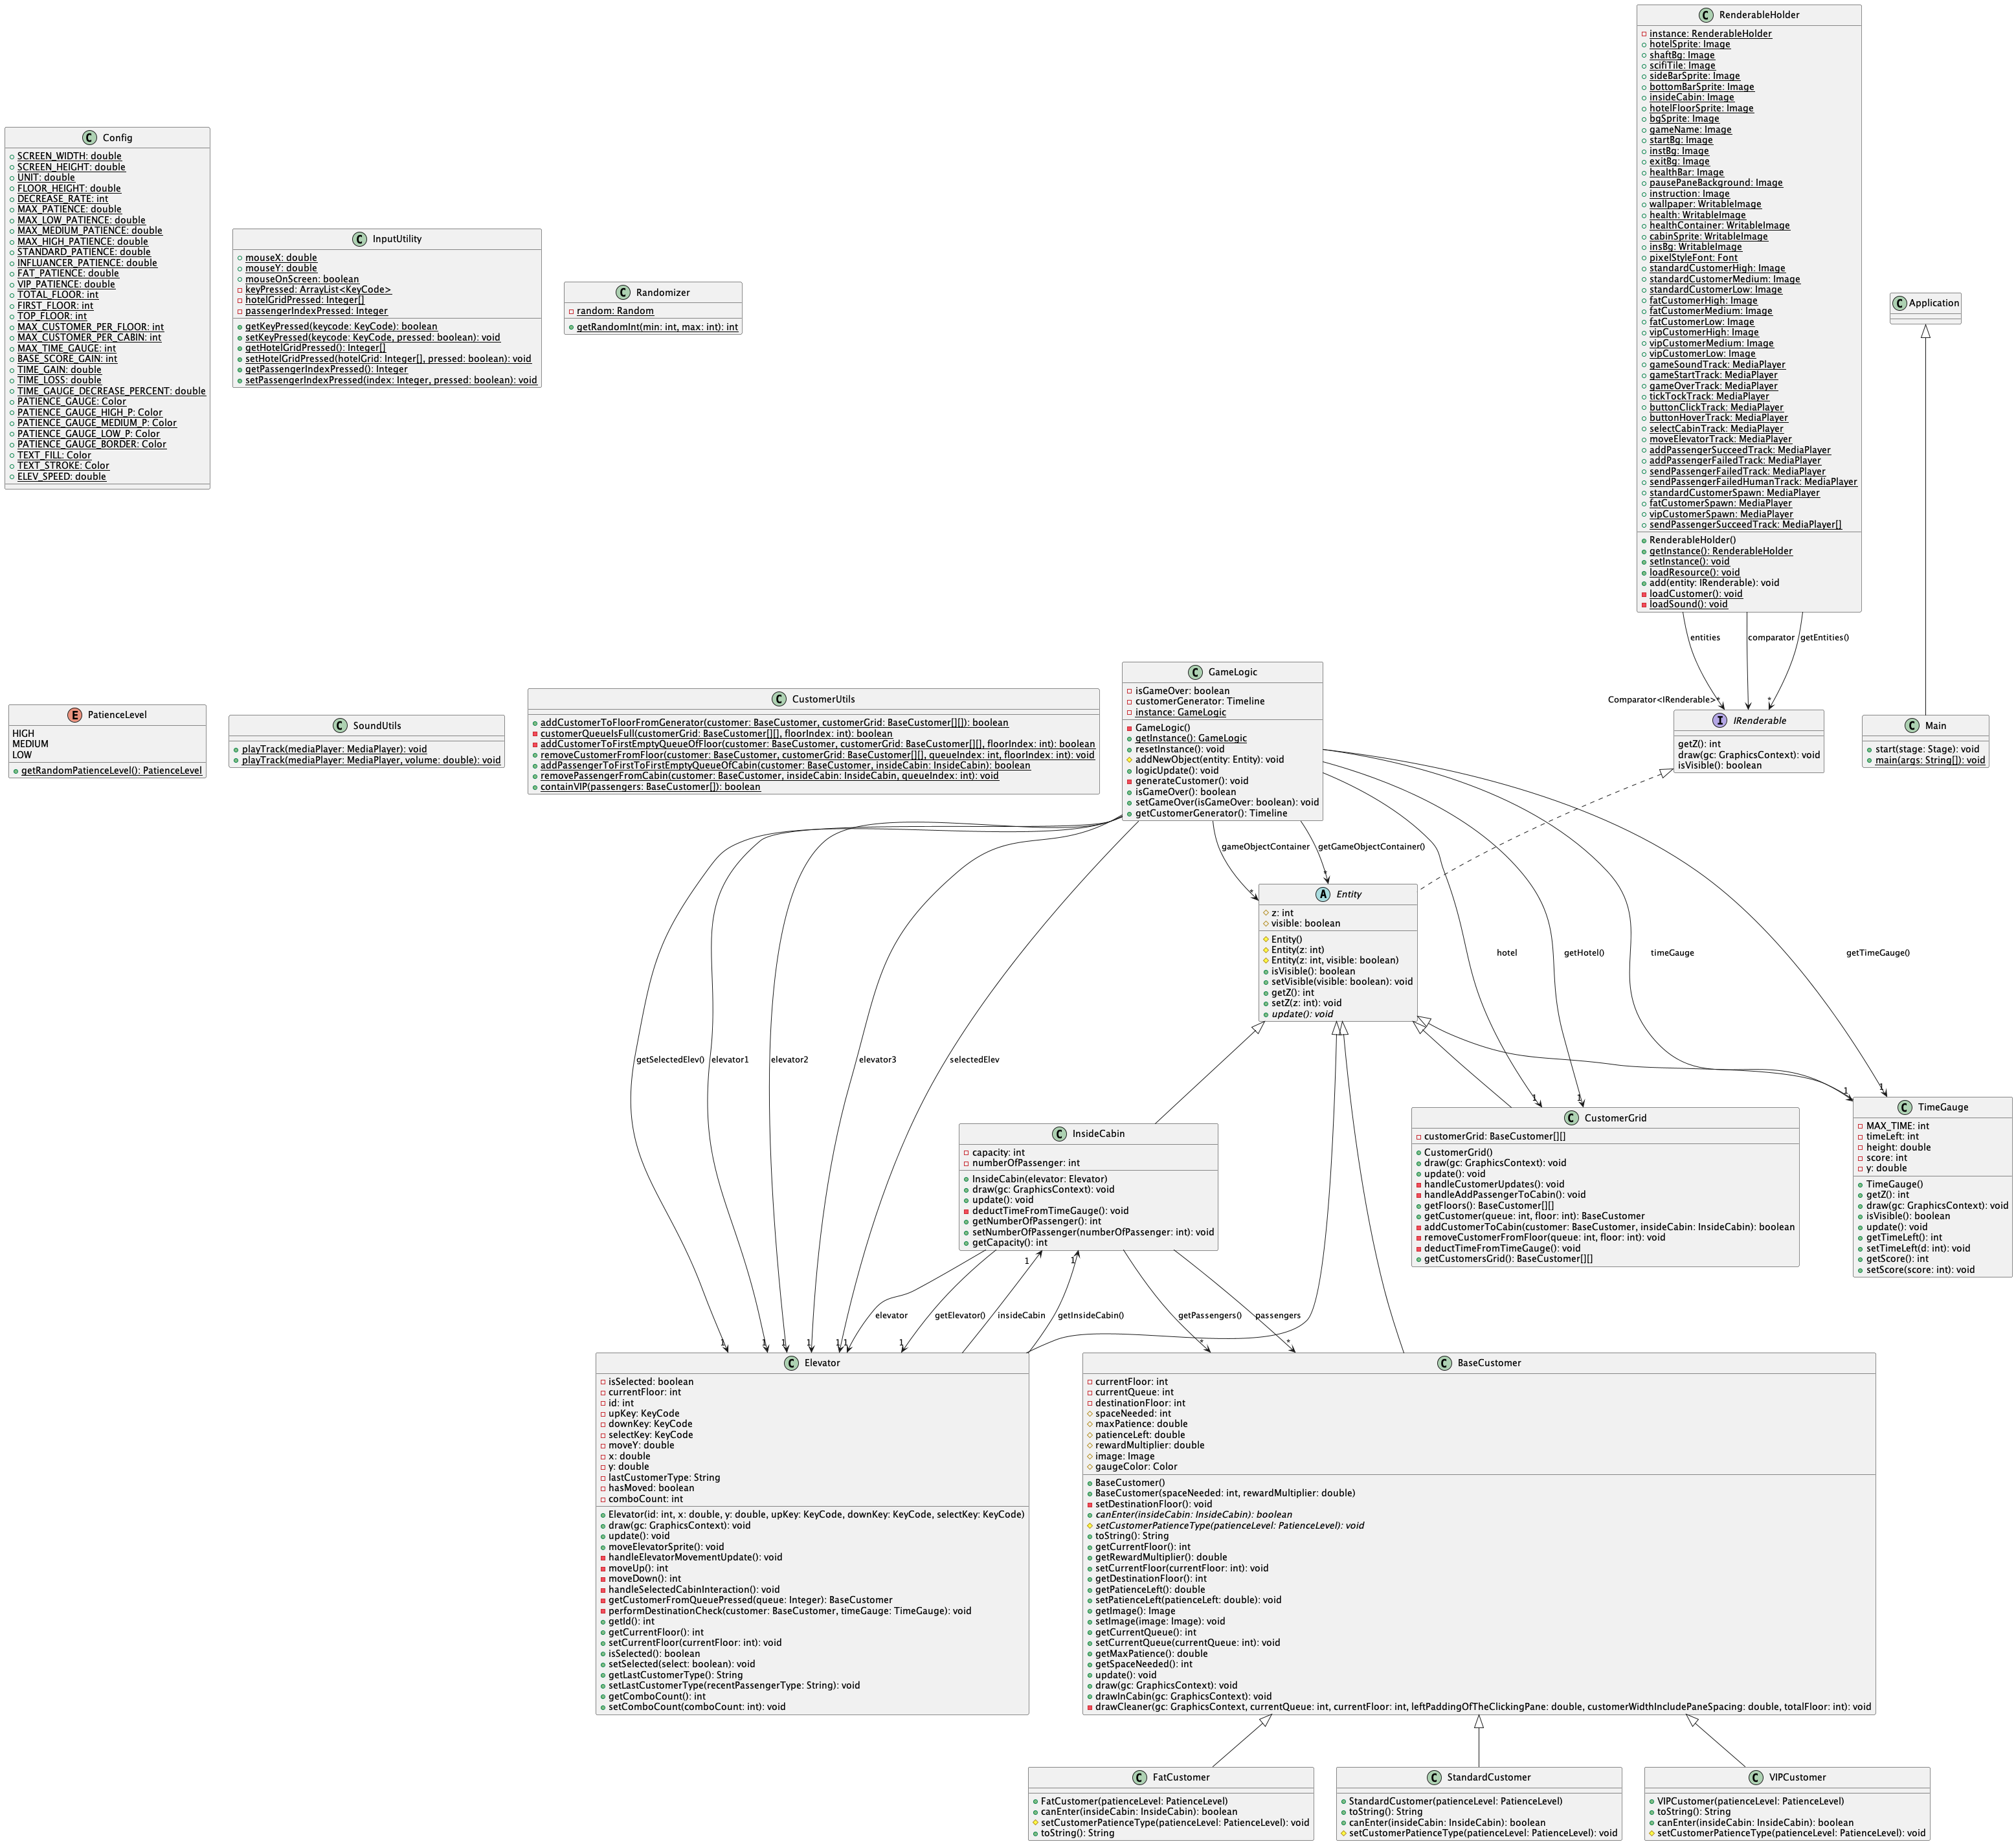 RenderableHolder
instance: RenderableHolder
hotelSprite: Image
shaftBg: Image
scifiTile: Image
sideBarSprite: Image
bottomBarSprite: Image
insideCabin: Image
hotelFloorSprite: Image
bgSprite: Image
gameName: Image
startBg: Image
instBg: Image
exitBg: Image
healthBar: Image
pausePaneBackground: Image
instruction: Image
wallpaper: WritableImage
health: WritableImage
healthContainer: WritableImage
cabinSprite: WritableImage
insBg: WritableImage
pixelStyleFont: Font
standardCustomerHigh: Image
standardCustomerMedium: Image
standardCustomerLow: Image
fatCustomerHigh: Image
fatCustomerMedium: Image
fatCustomerLow: Image
vipCustomerHigh: Image
vipCustomerMedium: Image
vipCustomerLow: Image
gameSoundTrack: MediaPlayer
gameStartTrack: MediaPlayer
gameOverTrack: MediaPlayer
tickTockTrack: MediaPlayer
buttonClickTrack: MediaPlayer
buttonHoverTrack: MediaPlayer
selectCabinTrack: MediaPlayer
moveElevatorTrack: MediaPlayer
addPassengerSucceedTrack: MediaPlayer
addPassengerFailedTrack: MediaPlayer
sendPassengerFailedTrack: MediaPlayer
sendPassengerFailedHumanTrack: MediaPlayer
standardCustomerSpawn: MediaPlayer
fatCustomerSpawn: MediaPlayer
vipCustomerSpawn: MediaPlayer
sendPassengerSucceedTrack: MediaPlayer[]
RenderableHolder()
getInstance(): RenderableHolder
setInstance(): void
loadResource(): void
add(entity: IRenderable): void
loadCustomer(): void
loadSound(): void
Config
SCREEN_WIDTH: double
SCREEN_HEIGHT: double
UNIT: double
FLOOR_HEIGHT: double
DECREASE_RATE: int
MAX_PATIENCE: double
MAX_LOW_PATIENCE: double
MAX_MEDIUM_PATIENCE: double
MAX_HIGH_PATIENCE: double
STANDARD_PATIENCE: double
INFLUANCER_PATIENCE: double
FAT_PATIENCE: double
VIP_PATIENCE: double
TOTAL_FLOOR: int
FIRST_FLOOR: int
TOP_FLOOR: int
MAX_CUSTOMER_PER_FLOOR: int
MAX_CUSTOMER_PER_CABIN: int
MAX_TIME_GAUGE: int
BASE_SCORE_GAIN: int
TIME_GAIN: double
TIME_LOSS: double
TIME_GAUGE_DECREASE_PERCENT: double
PATIENCE_GAUGE: Color
PATIENCE_GAUGE_HIGH_P: Color
PATIENCE_GAUGE_MEDIUM_P: Color
PATIENCE_GAUGE_LOW_P: Color
PATIENCE_GAUGE_BORDER: Color
TEXT_FILL: Color
TEXT_STROKE: Color
ELEV_SPEED: double
InputUtility
mouseX: double
mouseY: double
mouseOnScreen: boolean
keyPressed: ArrayList<KeyCode>
hotelGridPressed: Integer[]
passengerIndexPressed: Integer
getKeyPressed(keycode: KeyCode): boolean
setKeyPressed(keycode: KeyCode, pressed: boolean): void
getHotelGridPressed(): Integer[]
setHotelGridPressed(hotelGrid: Integer[], pressed: boolean): void
getPassengerIndexPressed(): Integer
setPassengerIndexPressed(index: Integer, pressed: boolean): void
Randomizer
random: Random
getRandomInt(min: int, max: int): int
Application
entities
comparator
getEntities()
Comparator<IRenderable>
*
*
PatienceLevel
HIGH
MEDIUM
LOW
getRandomPatienceLevel(): PatienceLevel
SoundUtils
playTrack(mediaPlayer: MediaPlayer): void
playTrack(mediaPlayer: MediaPlayer, volume: double): void
CustomerUtils
addCustomerToFloorFromGenerator(customer: BaseCustomer, customerGrid: BaseCustomer[][]): boolean
customerQueueIsFull(customerGrid: BaseCustomer[][], floorIndex: int): boolean
addCustomerToFirstEmptyQueueOfFloor(customer: BaseCustomer, customerGrid: BaseCustomer[][], floorIndex: int): boolean
removeCustomerFromFloor(customer: BaseCustomer, customerGrid: BaseCustomer[][], queueIndex: int, floorIndex: int): void
addPassengerToFirstToFirstEmptyQueueOfCabin(customer: BaseCustomer, insideCabin: InsideCabin): boolean
removePassengerFromCabin(customer: BaseCustomer, insideCabin: InsideCabin, queueIndex: int): void
containVIP(passengers: BaseCustomer[]): boolean
GameLogic
isGameOver: boolean
customerGenerator: Timeline
instance: GameLogic
GameLogic()
getInstance(): GameLogic
resetInstance(): void
addNewObject(entity: Entity): void
logicUpdate(): void
generateCustomer(): void
isGameOver(): boolean
setGameOver(isGameOver: boolean): void
getCustomerGenerator(): Timeline
IRenderable
getZ(): int
draw(gc: GraphicsContext): void
isVisible(): boolean
Main
start(stage: Stage): void
main(args: String[]): void
gameObjectContainer
getGameObjectContainer()
*
*
Entity
z: int
visible: boolean
Entity()
Entity(z: int)
Entity(z: int, visible: boolean)
isVisible(): boolean
setVisible(visible: boolean): void
getZ(): int
setZ(z: int): void
update(): void
hotel
getHotel()
timeGauge
getTimeGauge()
getSelectedElev()
elevator1
elevator2
elevator3
selectedElev
1
1
1
1
InsideCabin
capacity: int
numberOfPassenger: int
InsideCabin(elevator: Elevator)
draw(gc: GraphicsContext): void
update(): void
deductTimeFromTimeGauge(): void
getNumberOfPassenger(): int
setNumberOfPassenger(numberOfPassenger: int): void
getCapacity(): int
CustomerGrid
customerGrid: BaseCustomer[][]
CustomerGrid()
draw(gc: GraphicsContext): void
update(): void
handleCustomerUpdates(): void
handleAddPassengerToCabin(): void
getFloors(): BaseCustomer[][]
getCustomer(queue: int, floor: int): BaseCustomer
addCustomerToCabin(customer: BaseCustomer, insideCabin: InsideCabin): boolean
removeCustomerFromFloor(queue: int, floor: int): void
deductTimeFromTimeGauge(): void
getCustomersGrid(): BaseCustomer[][]
TimeGauge
MAX_TIME: int
timeLeft: int
height: double
score: int
y: double
TimeGauge()
getZ(): int
draw(gc: GraphicsContext): void
isVisible(): boolean
update(): void
getTimeLeft(): int
setTimeLeft(d: int): void
getScore(): int
setScore(score: int): void
1
1
elevator
getElevator()
insideCabin
getInsideCabin()
getPassengers()
passengers
1
1
1
1
1
1
1
*
*
Elevator
isSelected: boolean
currentFloor: int
id: int
upKey: KeyCode
downKey: KeyCode
selectKey: KeyCode
moveY: double
x: double
y: double
lastCustomerType: String
hasMoved: boolean
comboCount: int
Elevator(id: int, x: double, y: double, upKey: KeyCode, downKey: KeyCode, selectKey: KeyCode)
draw(gc: GraphicsContext): void
update(): void
moveElevatorSprite(): void
handleElevatorMovementUpdate(): void
moveUp(): int
moveDown(): int
handleSelectedCabinInteraction(): void
getCustomerFromQueuePressed(queue: Integer): BaseCustomer
performDestinationCheck(customer: BaseCustomer, timeGauge: TimeGauge): void
getId(): int
getCurrentFloor(): int
setCurrentFloor(currentFloor: int): void
isSelected(): boolean
setSelected(select: boolean): void
getLastCustomerType(): String
setLastCustomerType(recentPassengerType: String): void
getComboCount(): int
setComboCount(comboCount: int): void
BaseCustomer
currentFloor: int
currentQueue: int
destinationFloor: int
spaceNeeded: int
maxPatience: double
patienceLeft: double
rewardMultiplier: double
image: Image
gaugeColor: Color
BaseCustomer()
BaseCustomer(spaceNeeded: int, rewardMultiplier: double)
setDestinationFloor(): void
canEnter(insideCabin: InsideCabin): boolean
setCustomerPatienceType(patienceLevel: PatienceLevel): void
toString(): String
getCurrentFloor(): int
getRewardMultiplier(): double
setCurrentFloor(currentFloor: int): void
getDestinationFloor(): int
getPatienceLeft(): double
setPatienceLeft(patienceLeft: double): void
getImage(): Image
setImage(image: Image): void
getCurrentQueue(): int
setCurrentQueue(currentQueue: int): void
getMaxPatience(): double
getSpaceNeeded(): int
update(): void
draw(gc: GraphicsContext): void
drawInCabin(gc: GraphicsContext): void
drawCleaner(gc: GraphicsContext, currentQueue: int, currentFloor: int, leftPaddingOfTheClickingPane: double, customerWidthIncludePaneSpacing: double, totalFloor: int): void
FatCustomer
FatCustomer(patienceLevel: PatienceLevel)
canEnter(insideCabin: InsideCabin): boolean
setCustomerPatienceType(patienceLevel: PatienceLevel): void
toString(): String
StandardCustomer
StandardCustomer(patienceLevel: PatienceLevel)
toString(): String
canEnter(insideCabin: InsideCabin): boolean
setCustomerPatienceType(patienceLevel: PatienceLevel): void
VIPCustomer
VIPCustomer(patienceLevel: PatienceLevel)
toString(): String
canEnter(insideCabin: InsideCabin): boolean
setCustomerPatienceType(patienceLevel: PatienceLevel): void